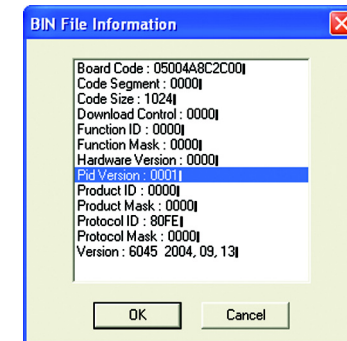 BIN File Information
Board Code : 05004A8C2C00
Code Segment : 0000
Code Size : 1024
Download Control : 0000
Function ID : 0000
Function Mask : 0000
Hardware Version : 0000
Pid Version : 0001
Product ID : 0000
Product Mask : 0000
Protocol ID : 80FE
Protocol Mask : 0000
Version : 6045 2004, 09, 13
OK Cancel